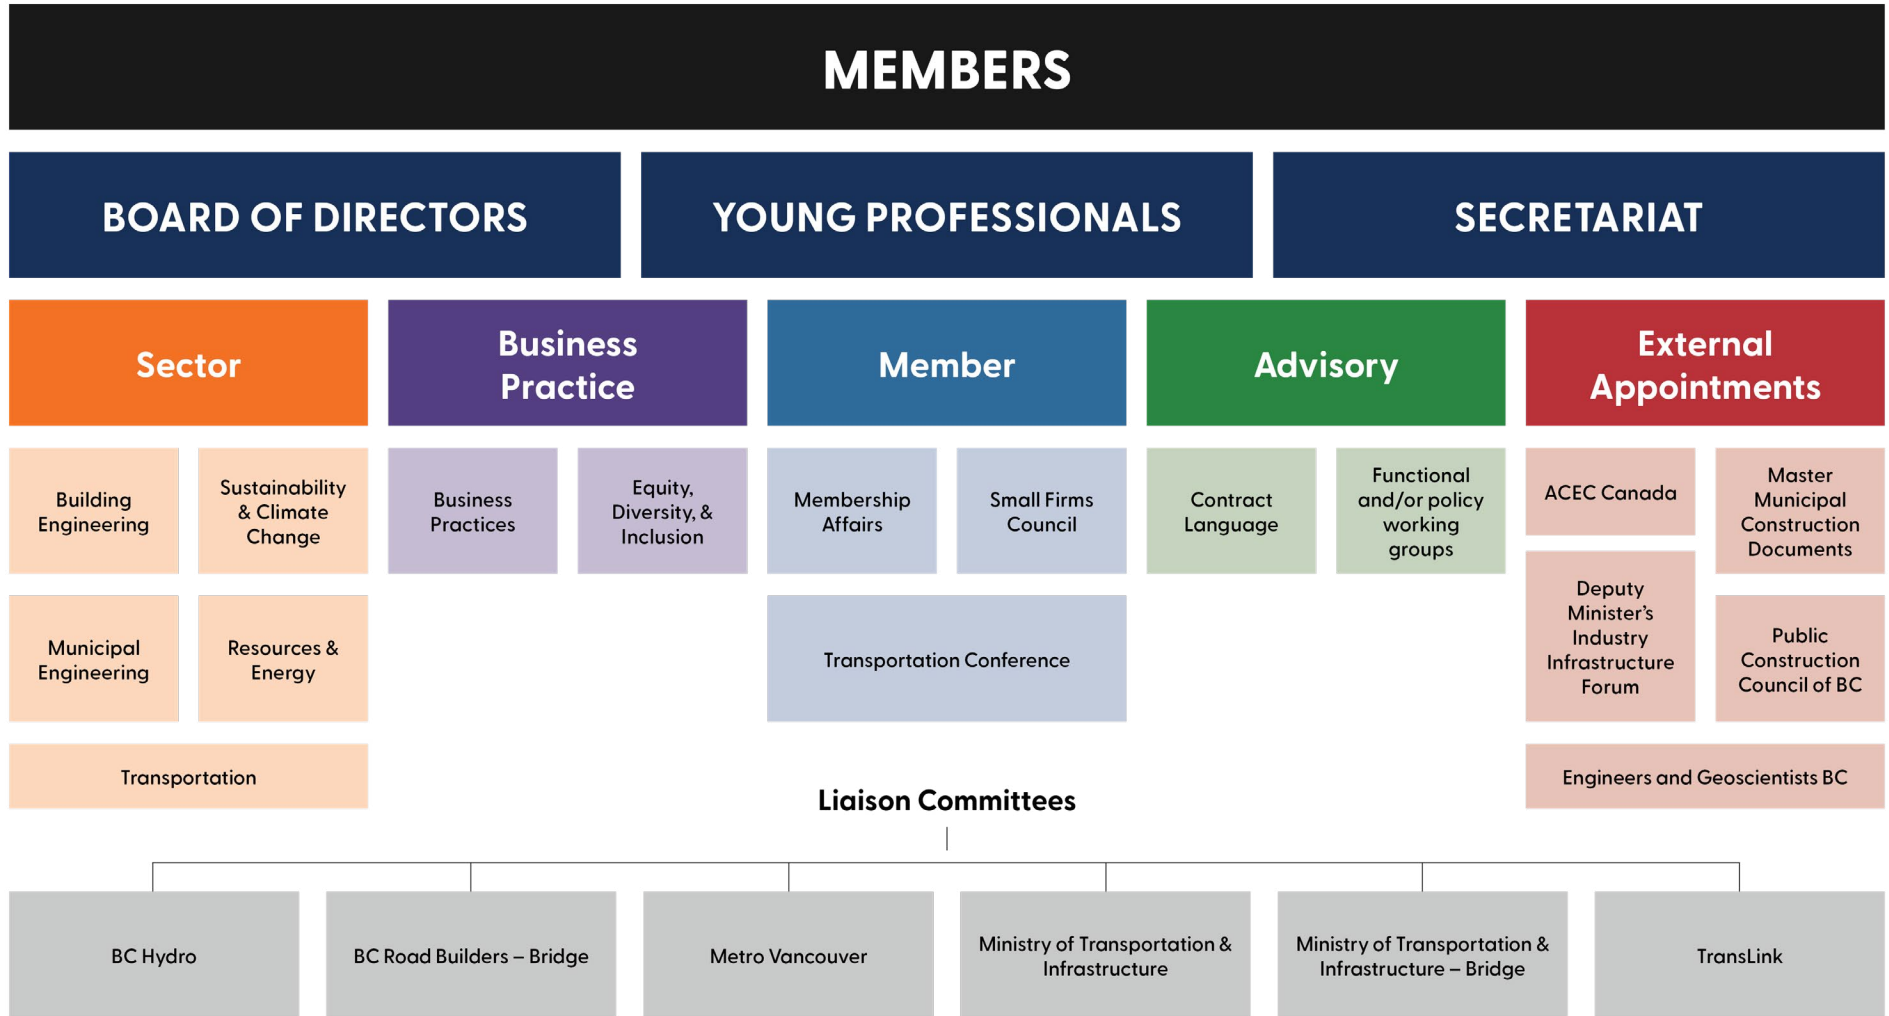 MEMBERS
BOARD OF DIRECTORS
YOUNG PROFESSIONALS
SECRETARIAT
Sector
Business
Practice
Member
Advisory
External
Appointments
Building
Engineering
Sustainability
& Climate
Change
Municipal
Engineering
Resources &
Energy
Transportation
Business
Practices
Equity,
Diversity, &
Inclusion
Membership
Affairs
Small Firms
Council
Transportation Conference
Contract
Language
Functional
and/or policy
working
groups
ACEC Canada
Master
Municipal
Construction
Documents
Deputy
Minister’s
Industry
Infrastructure
Forum
Public
Construction
Council of BC
Engineers and Geoscientists BC
Liaison Committees
BC Hydro
BC Road Builders – Bridge
Metro Vancouver
Ministry of Transportation &
Infrastructure
Ministry of Transportation &
Infrastructure – Bridge
TransLink